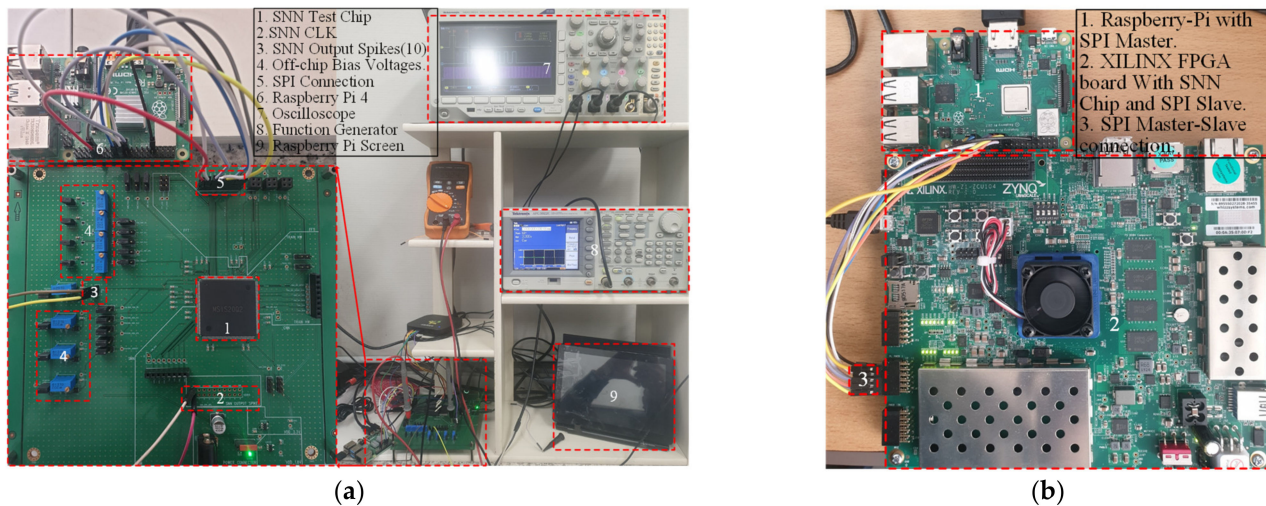 1. SNN Test Chip
2.SNN CLK
3. SNN Output Spikes(10)
4. Off-chip Bias Voltages.
5. SPI Connection
6. Raspberry Pi 4
Oscilloscope
8. Function Generator
9. Raspberry Pi Screen
7
6
5
4
3
1
4
2
8
9
(a)
1. Raspberry-Pi with
SPI Master.
2. XILINX FPGA
board With SNN
Chip and SPI Slave.
3. SPI Master-Slave
connection.
1
XILINX
ZYNQ
2
3
(b)